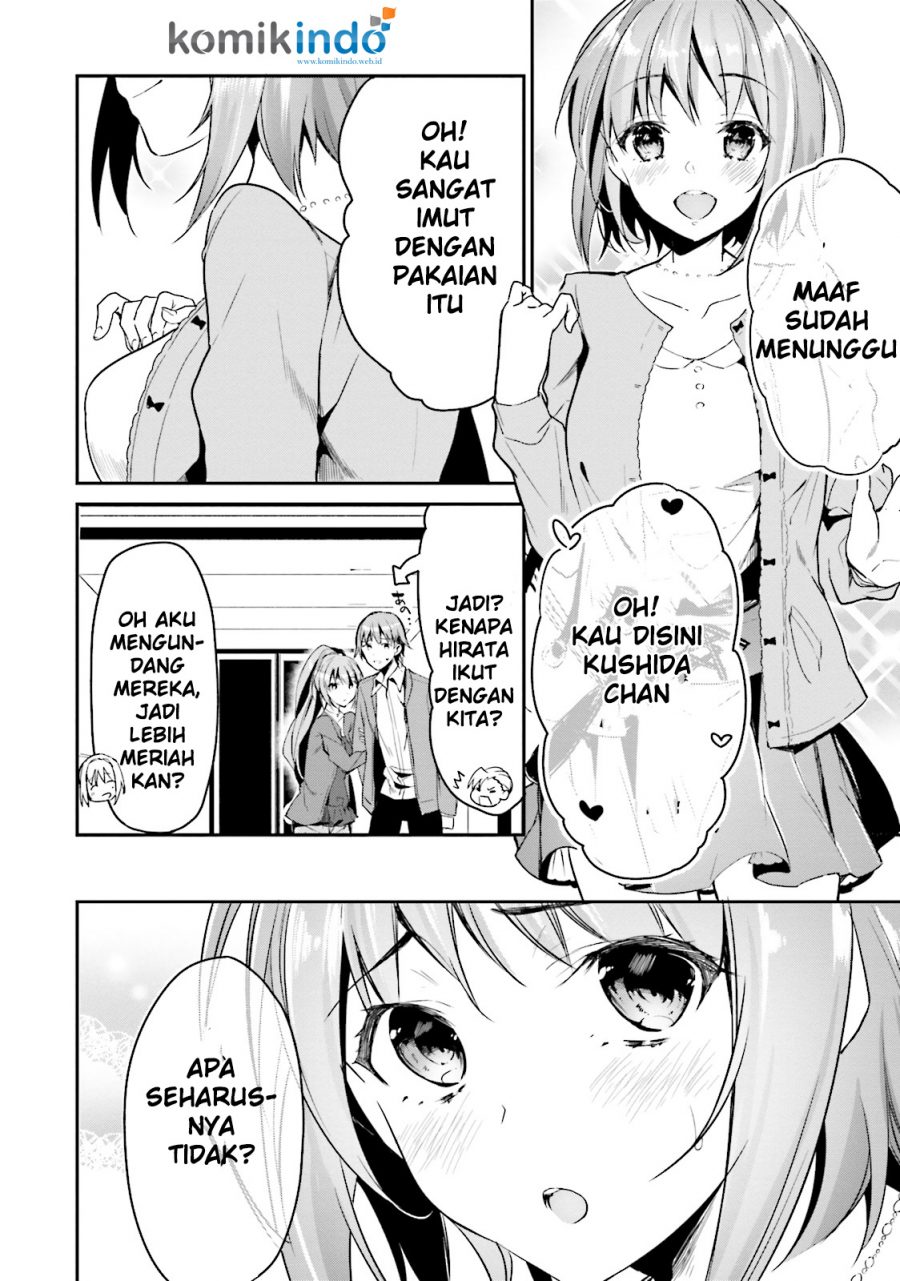 komikindo
www.komikindo.web.id
MAAF
SUDAH
MENUNGGU
OH!
KAU DISINI
KUSHIDA
CHAN
OH!
KAU
SANGAT
IMUT
DENGAN
PAKAIAN
ITU
JADI?
KENAPA
HIRATA
IKUT
DENGAN
KITA?
OH AKU
MENGUN-
DANG
MEREKA,
JADI
LEBIH
MERIAH
KAN?
APA
SEHARUS-
NYA
TIDAK?